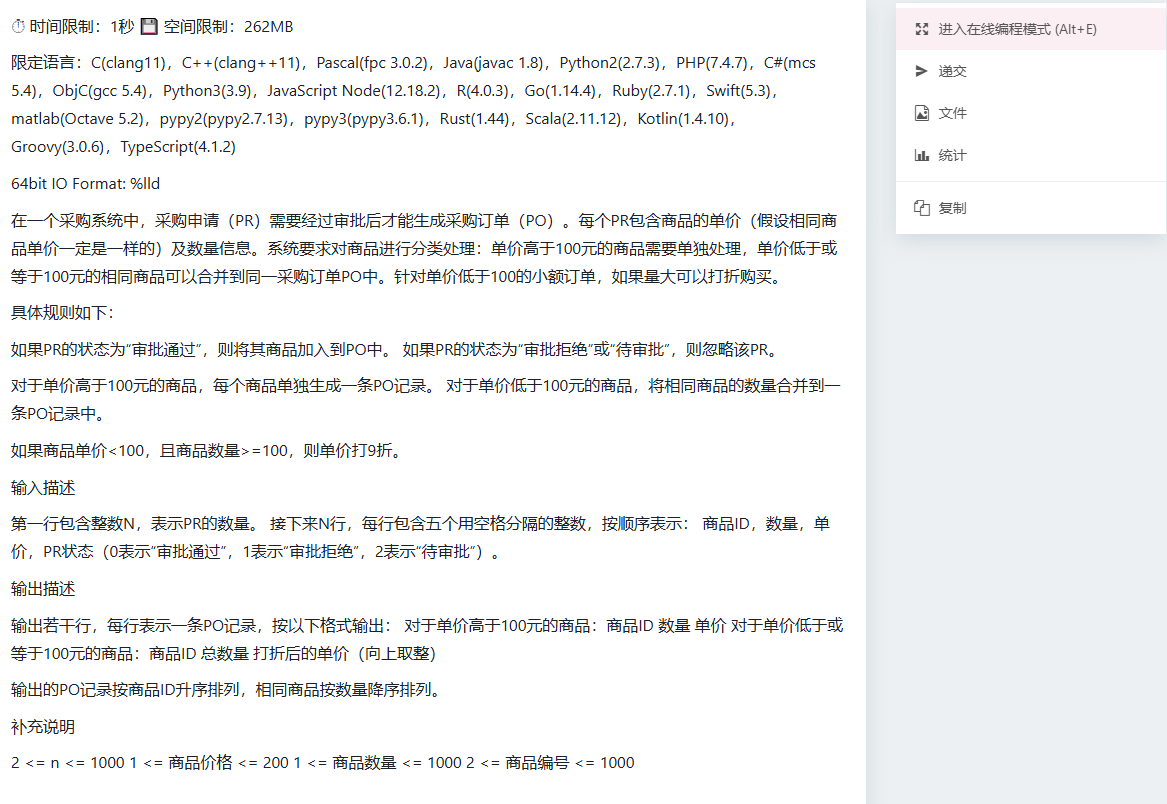 ⏱️ 时间限制：1秒 💾 空间限制：262MB
限定语言：C(clang11)，C++(clang++11)，Pascal(fpc 3.0.2)，Java(javac 1.8)，Python2(2.7.3)，PHP(7.4.7)，C#(mcs
5.4)，ObjC(gcc 5.4)，Python3(3.9)，JavaScript Node(12.18.2)，R(4.0.3)，Go(1.14.4)，Ruby(2.7.1)，Swift(5.3)，
matlab(Octave 5.2)，pypy2(pypy2.7.13)，pypy3(pypy3.6.1)，Rust(1.44)，Scala(2.11.12)，Kotlin(1.4.10)，
Groovy(3.0.6)，TypeScript(4.1.2)
64bit IO Format: %lld
在一个采购系统中，采购申请（PR）需要经过审批后才能生成采购订单（PO）。每个PR包含商品的单价（假设相同商
品单价一定是一样的）及数量信息。系统要求对商品进行分类处理：单价高于100元的商品需要单独处理，单价低于或
等于100元的相同商品可以合并到同一采购订单PO中。针对单价低于100的小额订单，如果量大可以打折购买。
具体规则如下：
如果PR的状态为“审批通过”，则将其商品加入到PO中。 如果PR的状态为“审批拒绝”或“待审批”，则忽略该PR。
对于单价高于100元的商品，每个商品单独生成一条PO记录。 对于单价低于100元的商品，将相同商品的数量合并到一
条PO记录中。
如果商品单价<100，且商品数量>=100，则单价打9折。
输入描述
第一行包含整数N，表示PR的数量。 接下来N行，每行包含五个用空格分隔的整数，按顺序表示： 商品ID，数量，单
价，PR状态（0表示“审批通过”，1表示“审批拒绝”，2表示“待审批”）。
输出描述
输出若干行，每行表示一条PO记录，按以下格式输出： 对于单价高于100元的商品：商品ID 数量 单价 对于单价低于或
等于100元的商品：商品ID 总数量 打折后的单价（向上取整）
输出的PO记录按商品ID升序排列，相同商品按数量降序排列。
补充说明
2 <= n <= 1000 1 <= 商品价格 <= 200 1 <= 商品数量 <= 1000 2 <= 商品编号 <= 1000
进入在线编程模式 (Alt+E)
递交
文件
统计
复制